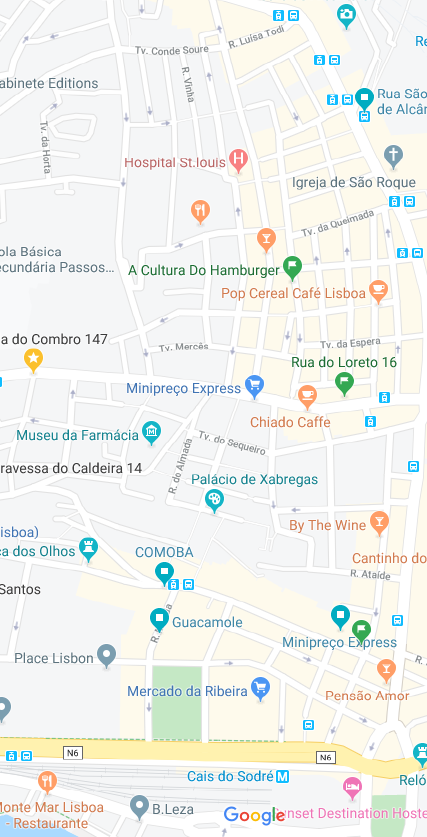 R. Luísa Todi
Tv. Conde Soure
Re
abinete Editions
R. Vinha
Rua São
de Alcân
Tv. da Horta
Hospital St.louis
H
Igreja de São Roque
Tv. da Queimada
ola Básica
ecundária Passos...
A Cultura Do Hamburger
Pop Cereal Café Lisboa
a do Combro 147
Tv. Mercês
Tv. da Espera
Rua do Loreto 16
Minipreço Express
Chiado Caffe
Museu da Farmácia
Tv. do Sequeiro
ravessa do Caldeira 14
R. do Almada
Palácio de Xabregas
By The Wine
isboa)
ça dos Olhos
COMOBA
Cantinho do
R. Ataíde
Santos
Guacamole
Minipreço Express
Place Lisbon
R.
Mercado da Ribeira
Pensão Amor
N6
N6
Cais do Sodré M
Reló
Monte Mar Lisboa
- Restaurante
B.Leza
Google
nset Destination Hoste